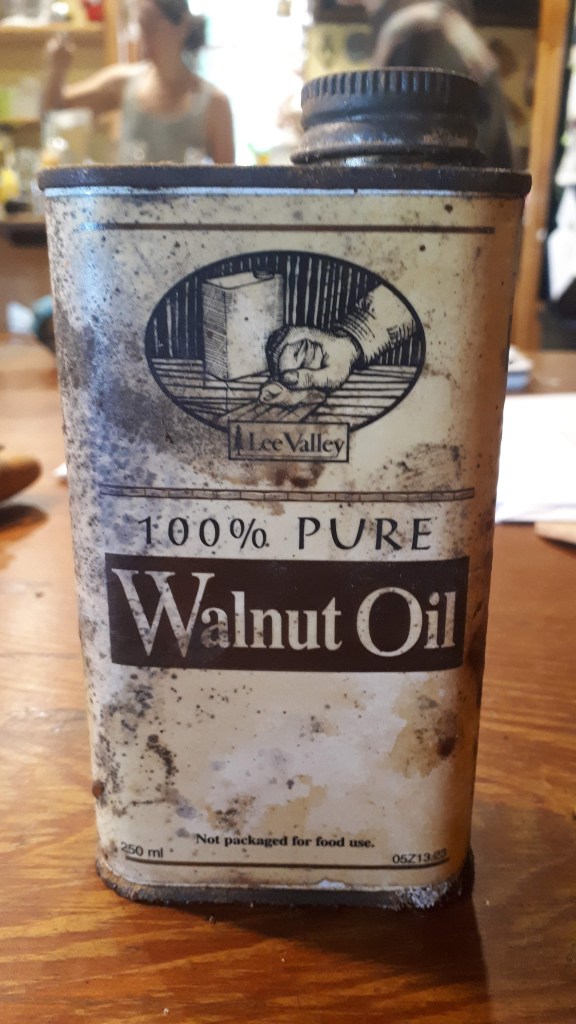 Lee Valley
100% PURE
Walnut Oil
Not packaged for food use.
250 ml
05Z13.03